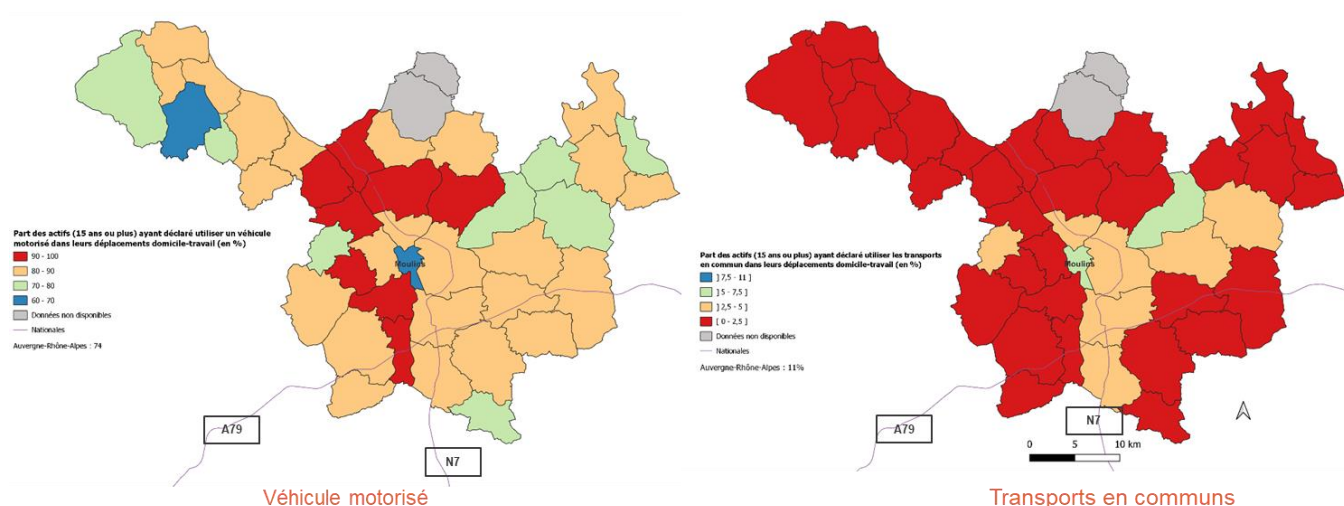 Part des actifs (15 ans ou plus) ayant déclaré utiliser un véhicule
motorisé dans leurs déplacements domicile-travail (en %)
90 - 100
80 - 90
70 - 80
60 - 70
Données non disponibles
Nationales
Auvergne-Rhône-Alpes : 74
Moulins
A79
N7
Véhicule motorisé
Part des actifs (15 ans ou plus) ayant déclaré utiliser les transports
en commun dans leurs déplacements domicile-travail (en %)
] 7,5 - 11 ]
] 5 - 7,5 ]
] 2,5 - 5 ]
[ 0 - 2,5 ]
Données non disponibles
Nationales
Auvergne-Rhône-Alpes : 11%
Moulins
A79
N7
0 5 10 km
Transports en communs